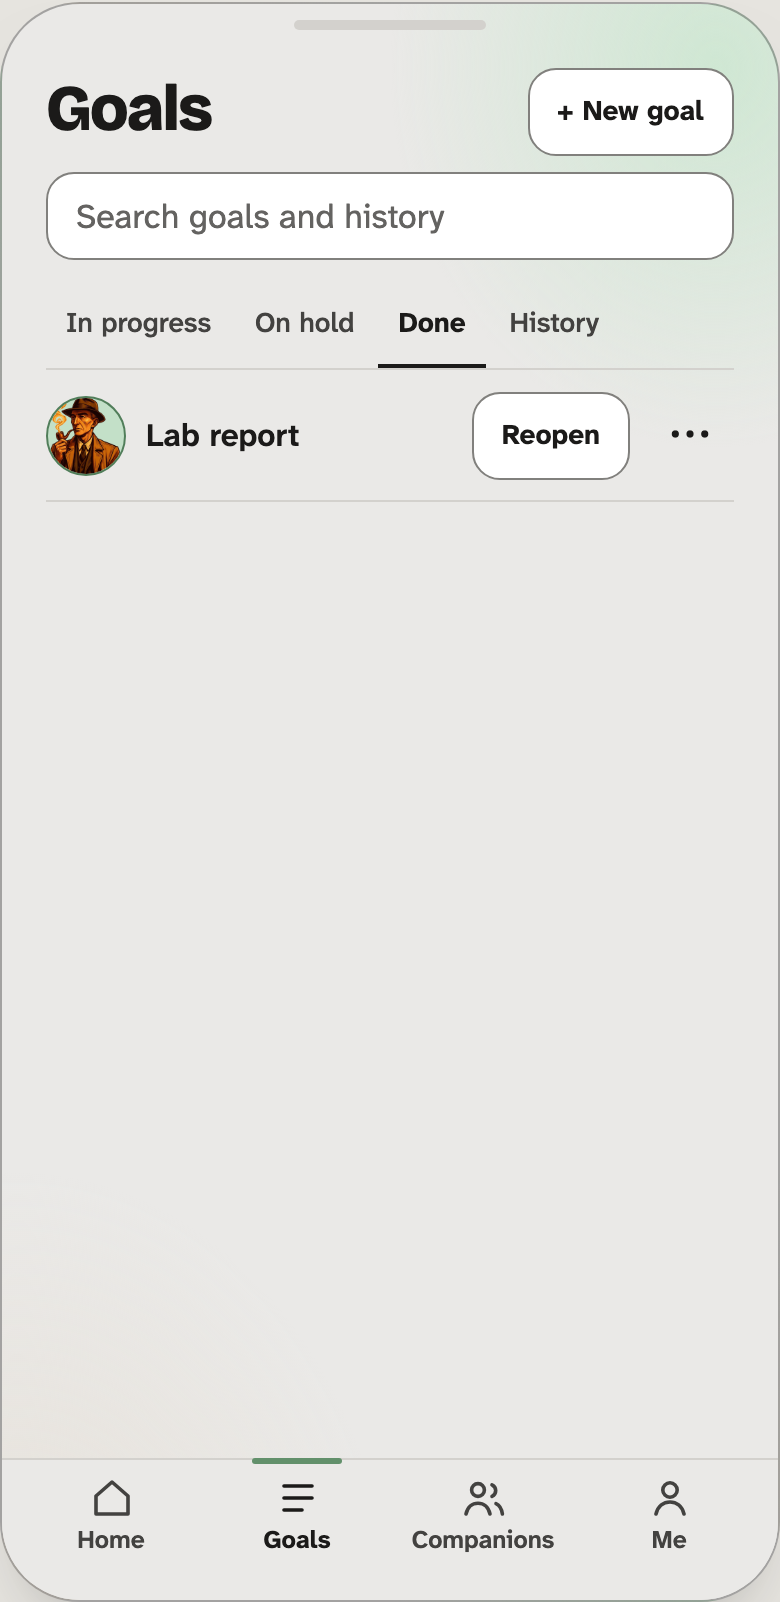 Goals
+ New goal
Search goals and history
In progress On hold Done History
Lab report
Reopen
Home Goals Companions Me